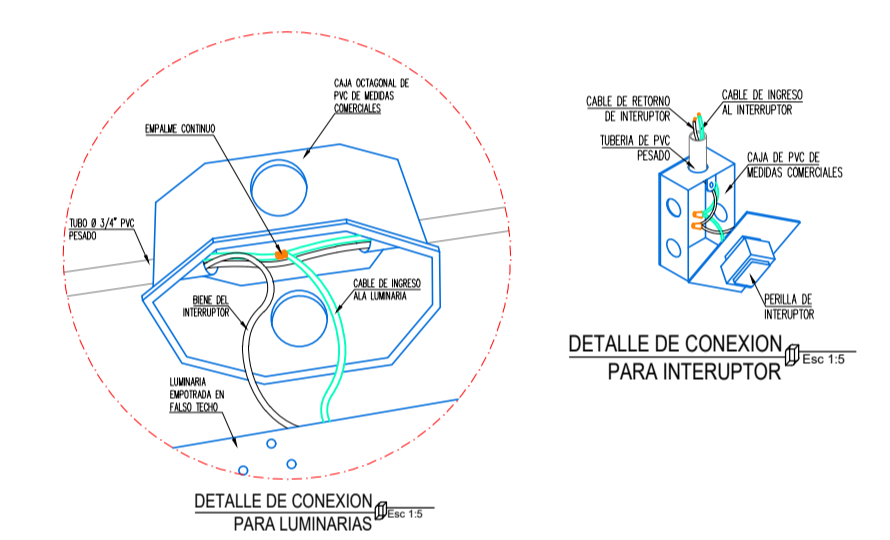 CAJA OCTAGONAL DE
PVC DE MEDIDAS
COMERCIALES
EMPALME CONTINUO
TUBO Ø 3/4" PVC
PESADO
BIENE DEL
INTERRUPTOR
CABLE DE INGRESO
ALA LUMINARIA
LUMINARIA
EMPOTRADA EN
FALSO TECHO
DETALLE DE CONEXION
PARA LUMINARIAS
Esc 1:5
CABLE DE RETORNO
DE INTERUPTOR
CABLE DE INGRESO
AL INTERRUPTOR
TUBERIA DE PVC
PESADO
CAJA DE PVC DE
MEDIDAS COMERCIALES
PERILLA DE
INTERUPTOR
DETALLE DE CONEXION
PARA INTERUPTOR
Esc 1:5